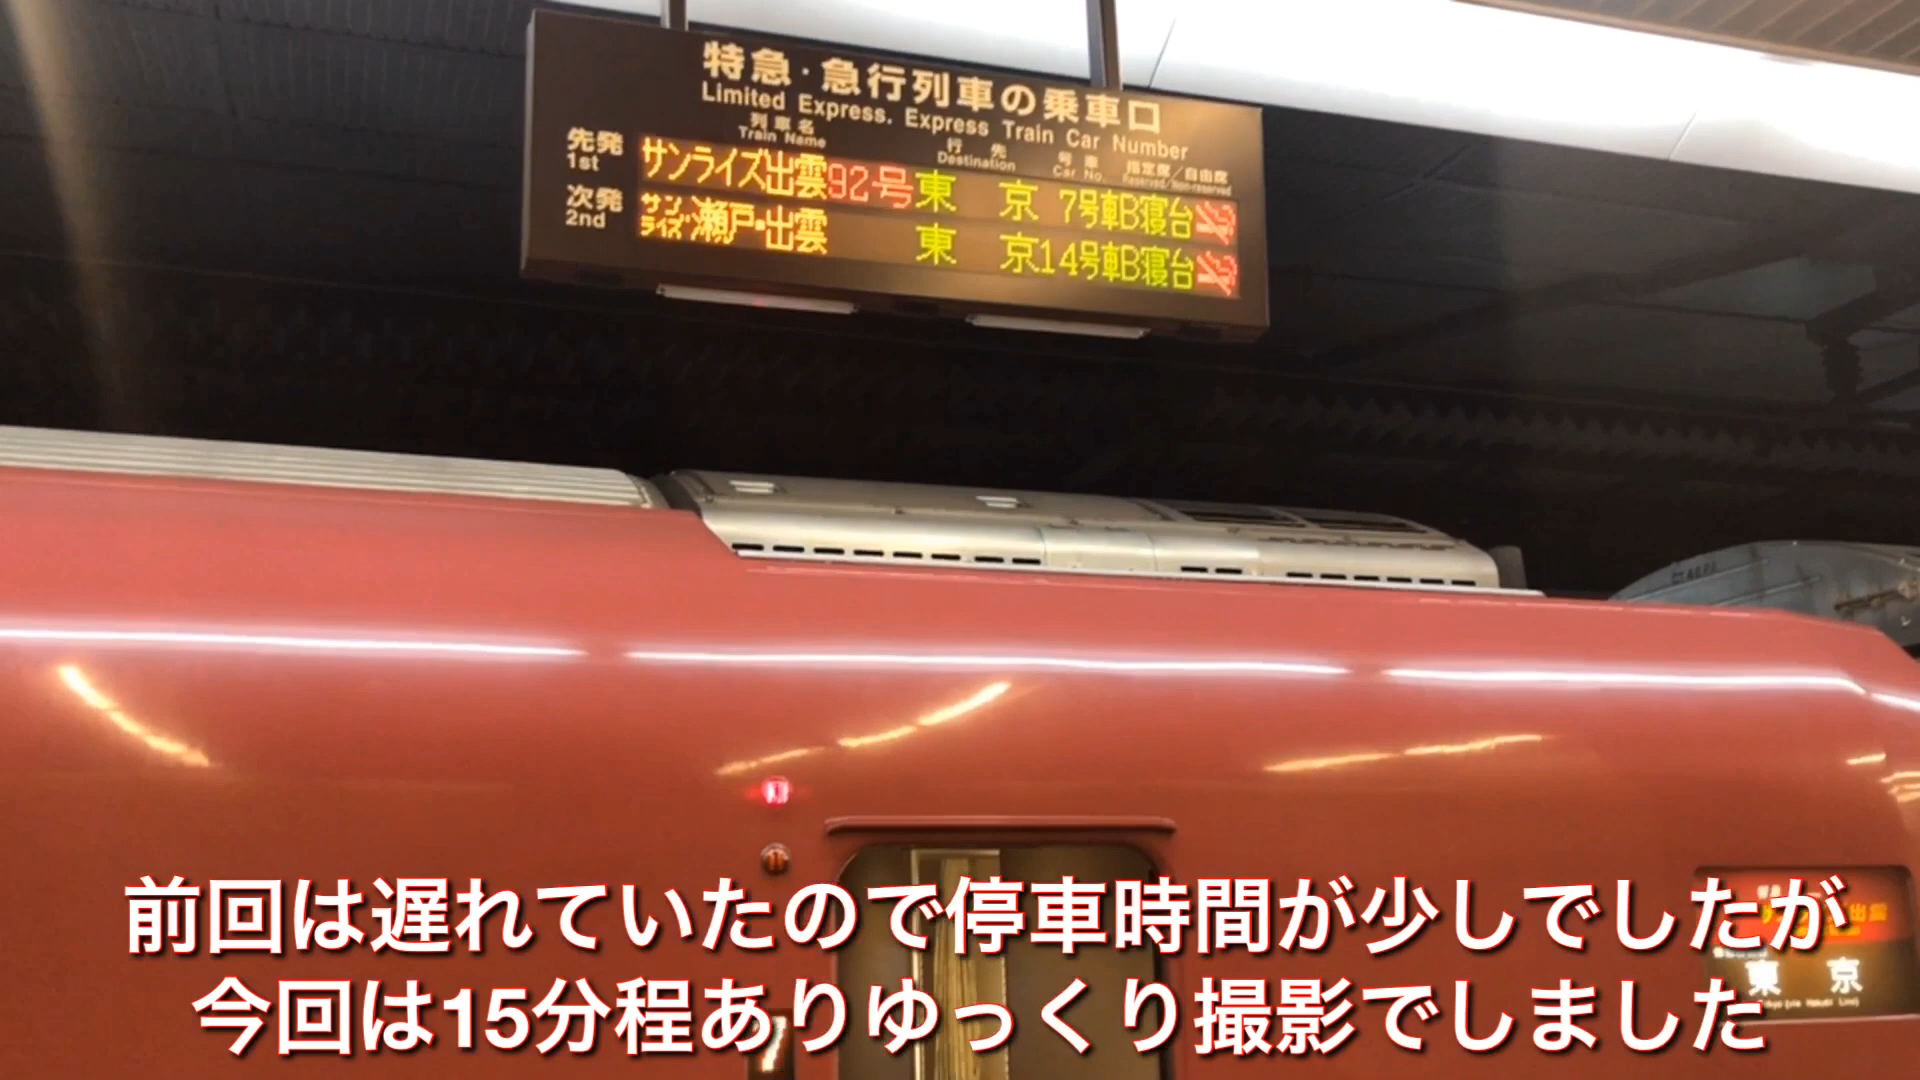 特急・急行列車の乗車口
Limited Express. Express Train Car Number
列車名 行先 号車 指定席／自由席
Train Name Destination Car No. Reserved/Non-reserved
先発 サンライズ出雲92号 東京 7号車B寝台
1st
次発 サンライズ瀬戸・出雲 東京 14号車B寝台
2nd
出雲
東京
7
前回は遅れていたので停車時間が少しでしたが
今回は15分程ありゆっくり撮影でしました